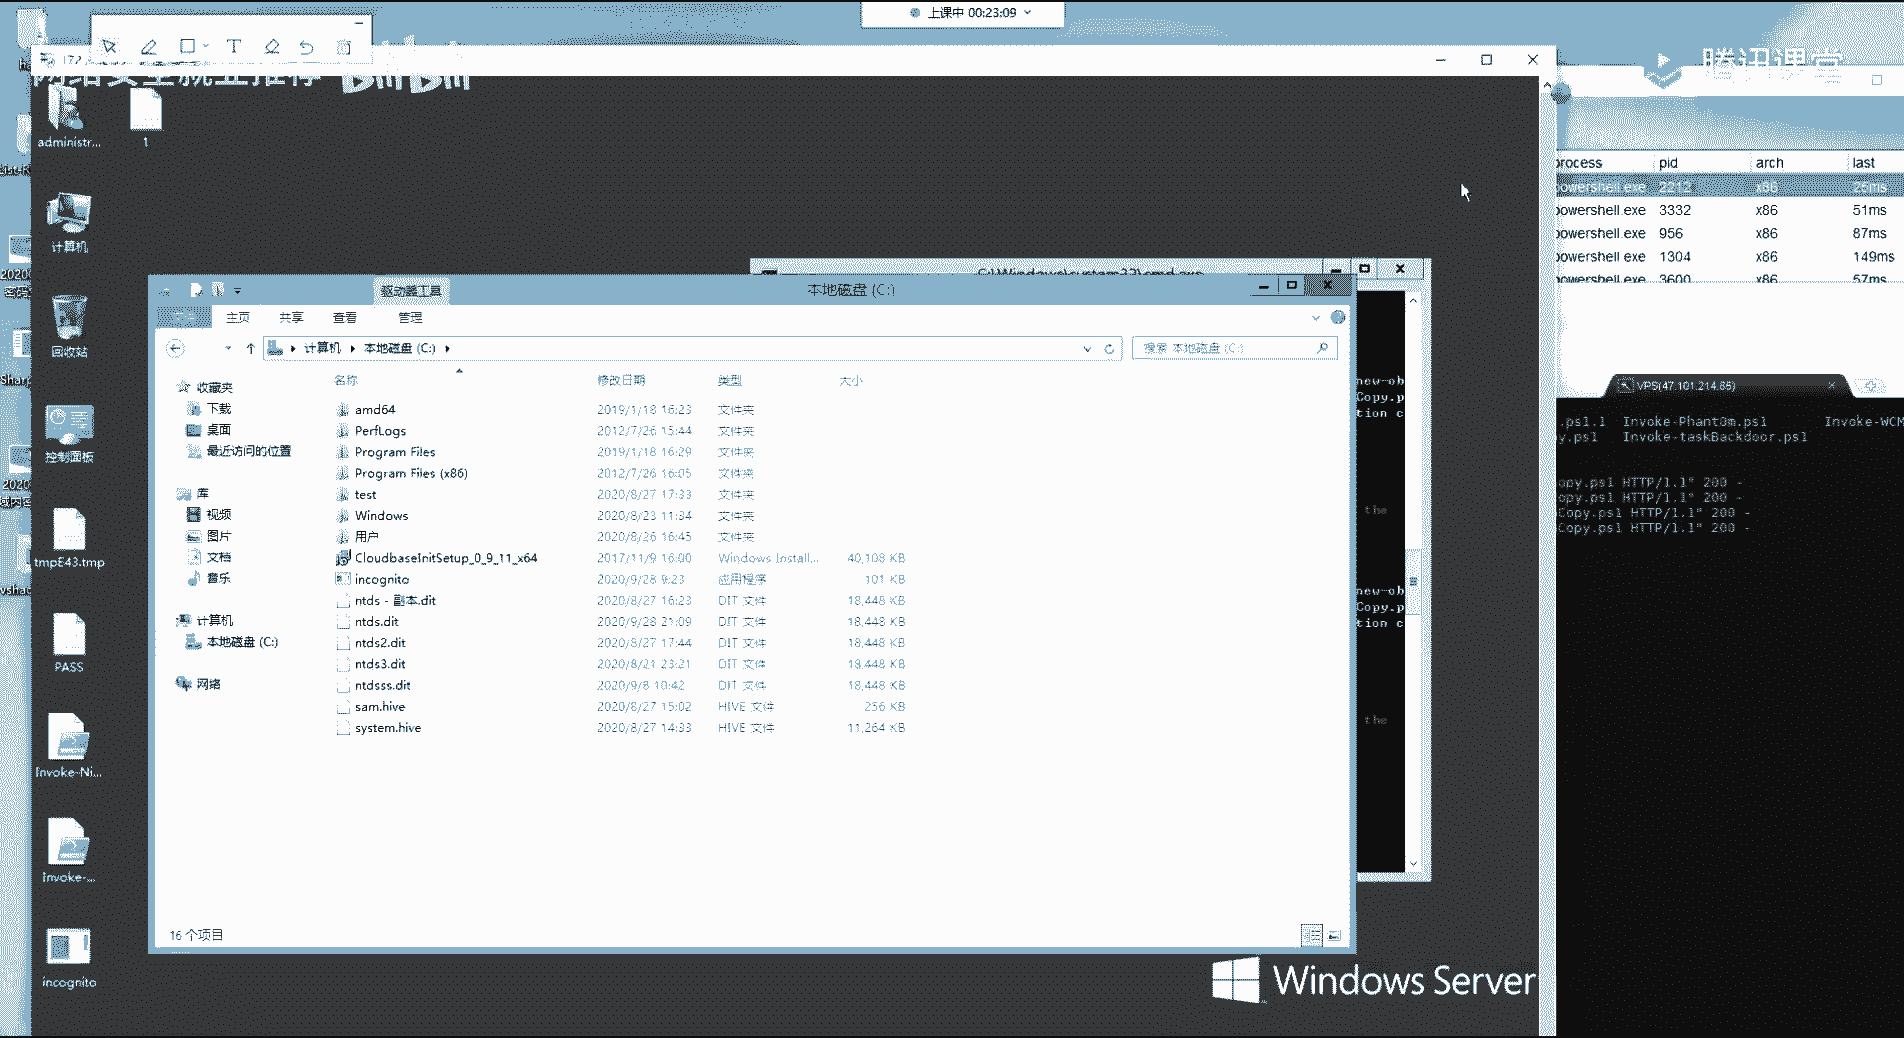 上课中 00:23:09
腾讯课堂
网络安全就业推荐
administr...
1
计算机
回收站
控制面板
tmpE43.tmp
PASS
Invoke-Ni...
Invoke-...
incognito
本地磁盘 (C:)
驱动器工具
主页 共享 查看 管理
计算机 本地磁盘 (C:)
搜索 本地磁盘 (C:)
收藏夹
下载
桌面
最近访问的位置
库
视频
图片
文档
音乐
计算机
本地磁盘 (C:)
网络
名称 修改日期 类型 大小
amd64 2019/1/18 16:23 文件夹
PerfLogs 2012/7/26 15:44 文件夹
Program Files 2019/1/18 16:29 文件夹
Program Files (x86) 2012/7/26 16:05 文件夹
test 2020/8/27 17:33 文件夹
Windows 2020/8/23 11:34 文件夹
用户 2020/8/26 16:45 文件夹
CloudbaseInitSetup_0_9_11_x64 2017/11/9 16:00 Windows Install... 40,108 KB
incognito 2020/9/28 9:23 应用程序 101 KB
ntds - 副本.dit 2020/8/27 16:23 DIT 文件 18,448 KB
ntds.dit 2020/9/28 21:09 DIT 文件 18,448 KB
ntds2.dit 2020/8/27 17:44 DIT 文件 18,448 KB
ntds3.dit 2020/8/21 23:21 DIT 文件 18,448 KB
ntdsss.dit 2020/9/8 10:42 DIT 文件 18,448 KB
sam.hive 2020/8/27 15:02 HIVE 文件 256 KB
system.hive 2020/8/27 14:33 HIVE 文件 11,264 KB
16 个项目
C:\Windows\system32\cmd.exe
new-ob
Copy.p
tion c
the
new-ob
Copy.p
tion c
the
Windows Server
process pid arch last
powershell.exe 2212 x86 25ms
powershell.exe 3332 x86 51ms
powershell.exe 956 x86 87ms
powershell.exe 1304 x86 149ms
powershell.exe 3600 x86 57ms
VPS(47.101.214.85)
.ps1.1 Invoke-Phant0m.ps1 Invoke-WCM
y.ps1 Invoke-taskBackdoor.ps1
opy.ps1 HTTP/1.1" 200 -
opy.ps1 HTTP/1.1" 200 -
Copy.ps1 HTTP/1.1" 200 -
Copy.ps1 HTTP/1.1" 200 -